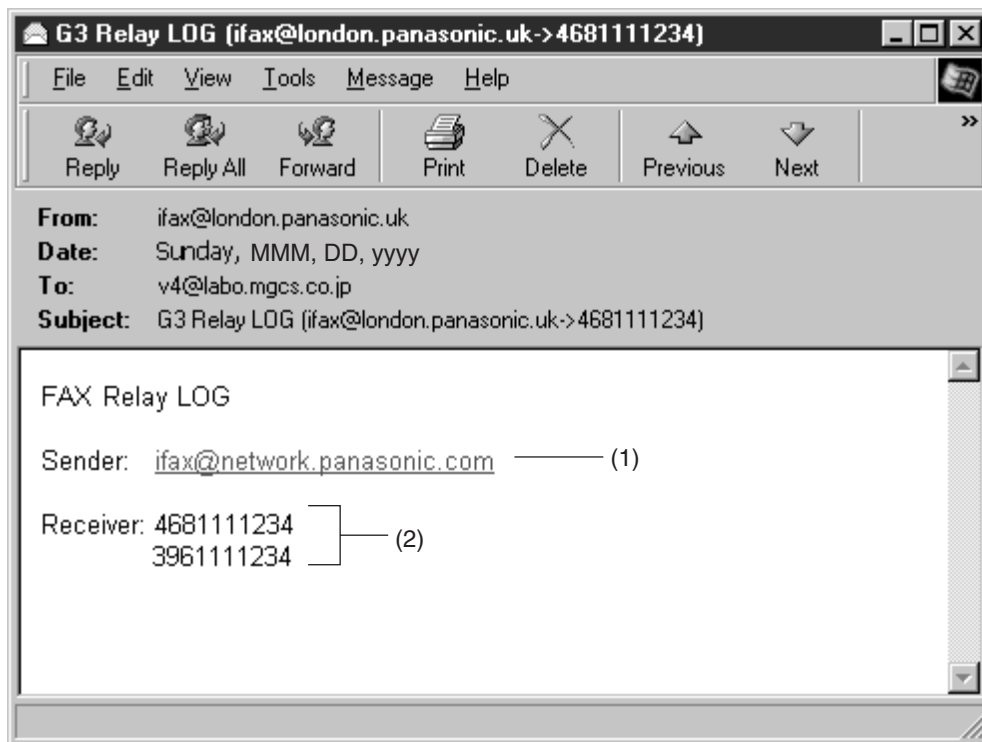 G3 Relay LOG (ifax@london.panasonic.uk->4681111234)
File Edit View Tools Message Help
Reply Reply All Forward Print Delete Previous Next »
From: ifax@london.panasonic.uk
Date: Sunday, MMM, DD, yyyy
To: v4@labo.mgcs.co.jp
Subject: G3 Relay LOG (ifax@london.panasonic.uk->4681111234)
FAX Relay LOG
Sender: ifax@network.panasonic.com (1)
Receiver: 4681111234
(2)
3961111234